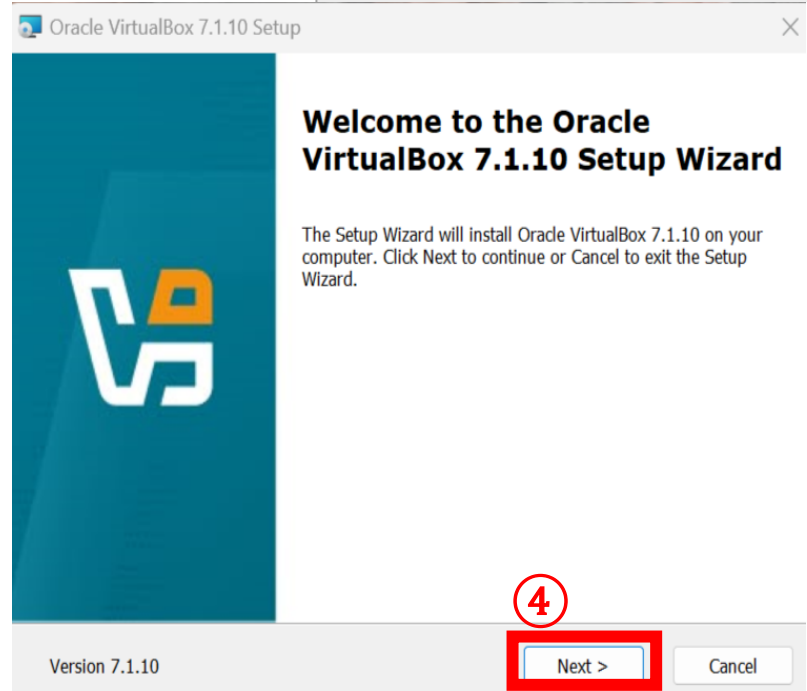 Oracle VirtualBox 7.1.10 Setup
Welcome to the Oracle
VirtualBox 7.1.10 Setup Wizard
The Setup Wizard will install Oracle VirtualBox 7.1.10 on your
computer. Click Next to continue or Cancel to exit the Setup
Wizard.
④
Version 7.1.10 Next > Cancel